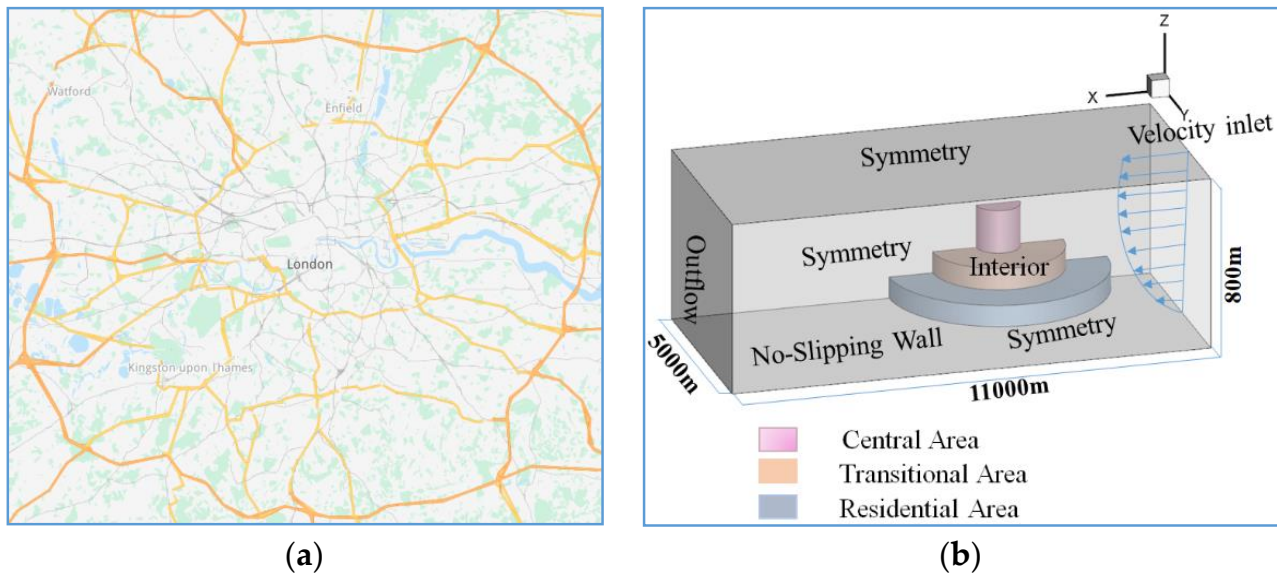 Watford
Enfield
London
Kingston upon Thames
(a)
Z
X
Y
Velocity inlet
Symmetry
Symmetry
Outflow
Interior
800m
No-Slipping Wall
Symmetry
5000m
11000m
Central Area
Transitional Area
Residential Area
(b)